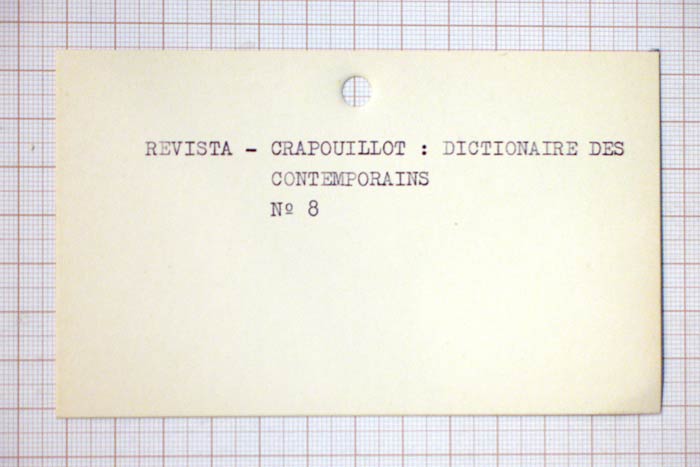 REVISTA - CRAPOUILLOT : DICTIONAIRE DES
CONTEMPORAINS
Nº 8